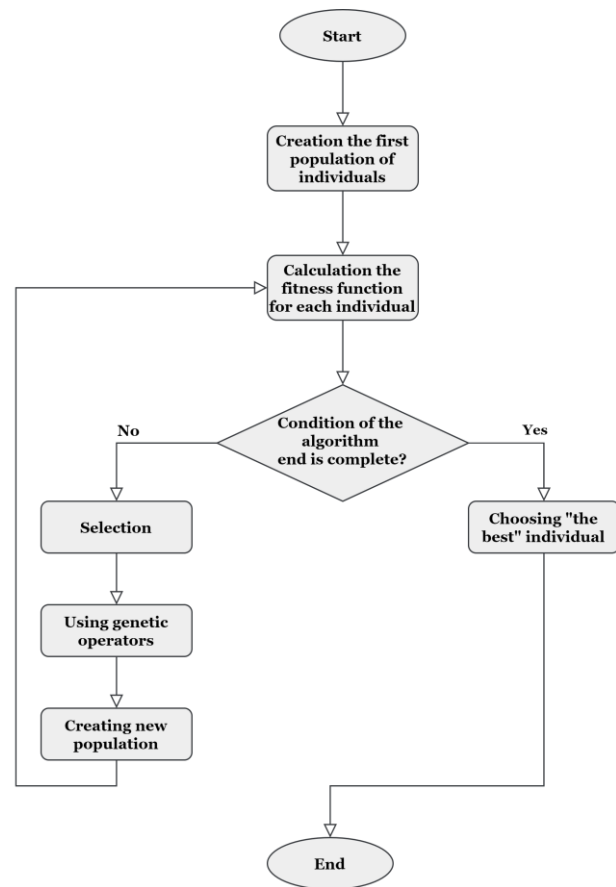 Start
Creation the first
population of
individuals
Calculation the
fitness function
for each individual
Condition of the
algorithm
end is complete?
No
Yes
Selection
Choosing "the
best" individual
Using genetic
operators
Creating new
population
End